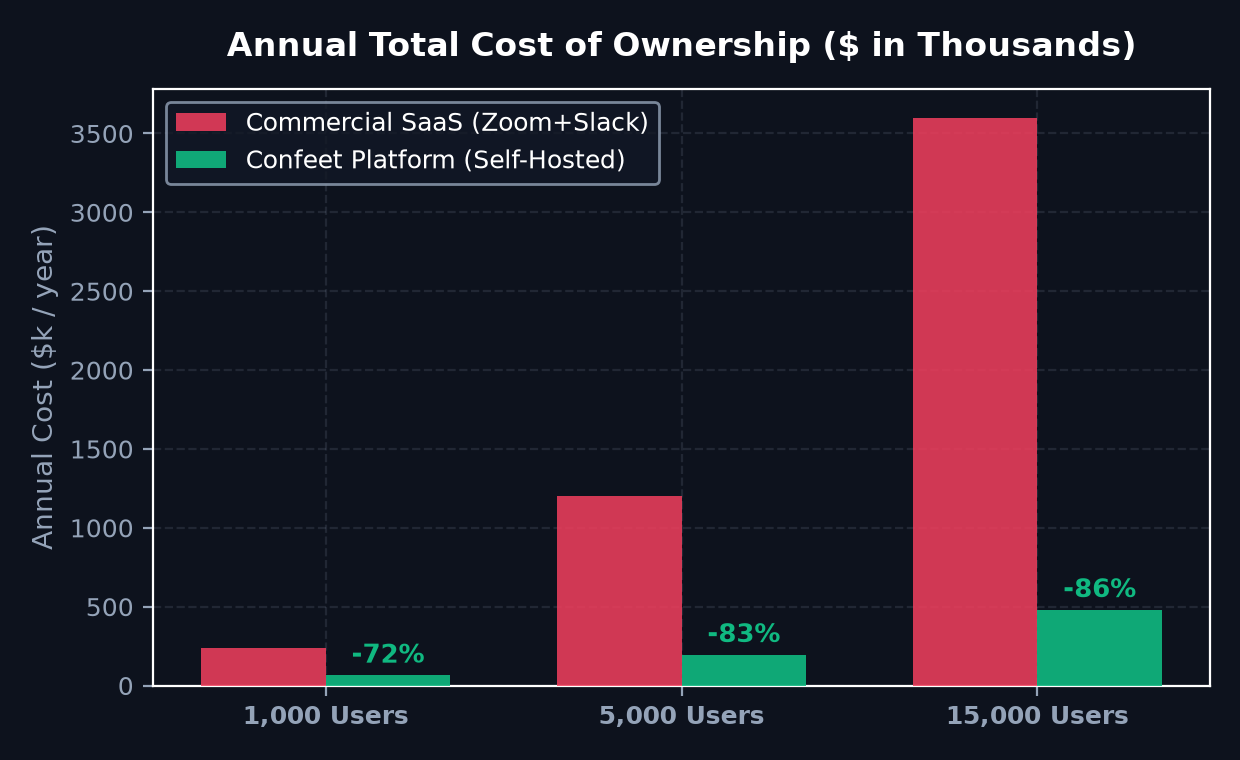 Annual Total Cost of Ownership ($ in Thousands)
Commercial SaaS (Zoom+Slack)
Confeet Platform (Self-Hosted)
Annual Cost ($k / year)
3500
3000
2500
2000
1500
1000
500
0
-72%
-83%
-86%
1,000 Users
5,000 Users
15,000 Users